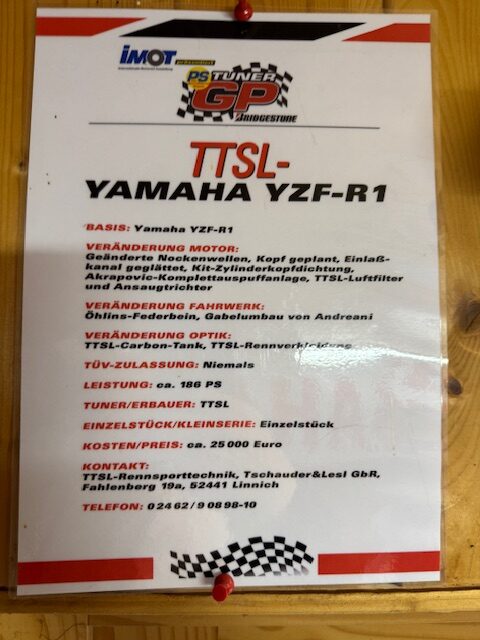 iMOT präsentiert
Internationale Motorrad Ausstellung
PS TUNER
GP
BRIDGESTONE
TTSL-
YAMAHA YZF-R1
BASIS: Yamaha YZF-R1
VERÄNDERUNG MOTOR:
Geänderte Nockenwellen, Kopf geplant, Einlaß-
kanal geglättet, Kit-Zylinderkopfdichtung,
Akrapovic-Komplettauspuffanlage, TTSL-Luftfilter
und Ansaugtrichter
VERÄNDERUNG FAHRWERK:
Öhlins-Federbein, Gabelumbau von Andreani
VERÄNDERUNG OPTIK:
TTSL-Carbon-Tank, TTSL-Rennverkleidung
TÜV-ZULASSUNG: Niemals
LEISTUNG: ca. 186 PS
TUNER/ERBAUER: TTSL
EINZELSTÜCK/KLEINSERIE: Einzelstück
KOSTEN/PREIS: ca. 25 000 Euro
KONTAKT:
TTSL-Rennsporttechnik, Tschauder&Lesl GbR,
Fahlenberg 19a, 52441 Linnich
TELEFON: 0 24 62 / 9 08 98-10